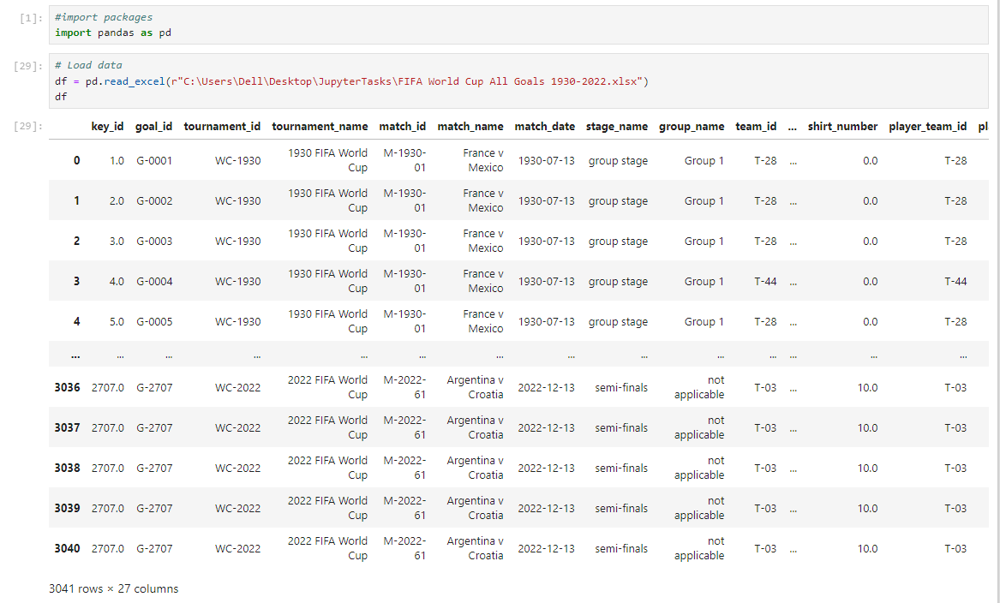 [1]: #import packages
import pandas as pd
[29]: # Load data
df = pd.read_excel(r"C:\Users\Dell\Desktop\JupyterTasks\FIFA World Cup All Goals 1930-2022.xlsx")
df
[29]: key_id goal_id tournament_id tournament_name match_id match_name match_date stage_name group_name team_id ... shirt_number player_team_id pl
0 1.0 G-0001 WC-1930 1930 FIFA World Cup M-1930-01 France v Mexico 1930-07-13 group stage Group 1 T-28 ... 0.0 T-28
1 2.0 G-0002 WC-1930 1930 FIFA World Cup M-1930-01 France v Mexico 1930-07-13 group stage Group 1 T-28 ... 0.0 T-28
2 3.0 G-0003 WC-1930 1930 FIFA World Cup M-1930-01 France v Mexico 1930-07-13 group stage Group 1 T-28 ... 0.0 T-28
3 4.0 G-0004 WC-1930 1930 FIFA World Cup M-1930-01 France v Mexico 1930-07-13 group stage Group 1 T-44 ... 0.0 T-44
4 5.0 G-0005 WC-1930 1930 FIFA World Cup M-1930-01 France v Mexico 1930-07-13 group stage Group 1 T-28 ... 0.0 T-28
... ... ... ... ... ... ... ... ... ... ... ... ... ...
3036 2707.0 G-2707 WC-2022 2022 FIFA World Cup M-2022-61 Argentina v Croatia 2022-12-13 semi-finals not applicable T-03 ... 10.0 T-03
3037 2707.0 G-2707 WC-2022 2022 FIFA World Cup M-2022-61 Argentina v Croatia 2022-12-13 semi-finals not applicable T-03 ... 10.0 T-03
3038 2707.0 G-2707 WC-2022 2022 FIFA World Cup M-2022-61 Argentina v Croatia 2022-12-13 semi-finals not applicable T-03 ... 10.0 T-03
3039 2707.0 G-2707 WC-2022 2022 FIFA World Cup M-2022-61 Argentina v Croatia 2022-12-13 semi-finals not applicable T-03 ... 10.0 T-03
3040 2707.0 G-2707 WC-2022 2022 FIFA World Cup M-2022-61 Argentina v Croatia 2022-12-13 semi-finals not applicable T-03 ... 10.0 T-03
3041 rows × 27 columns